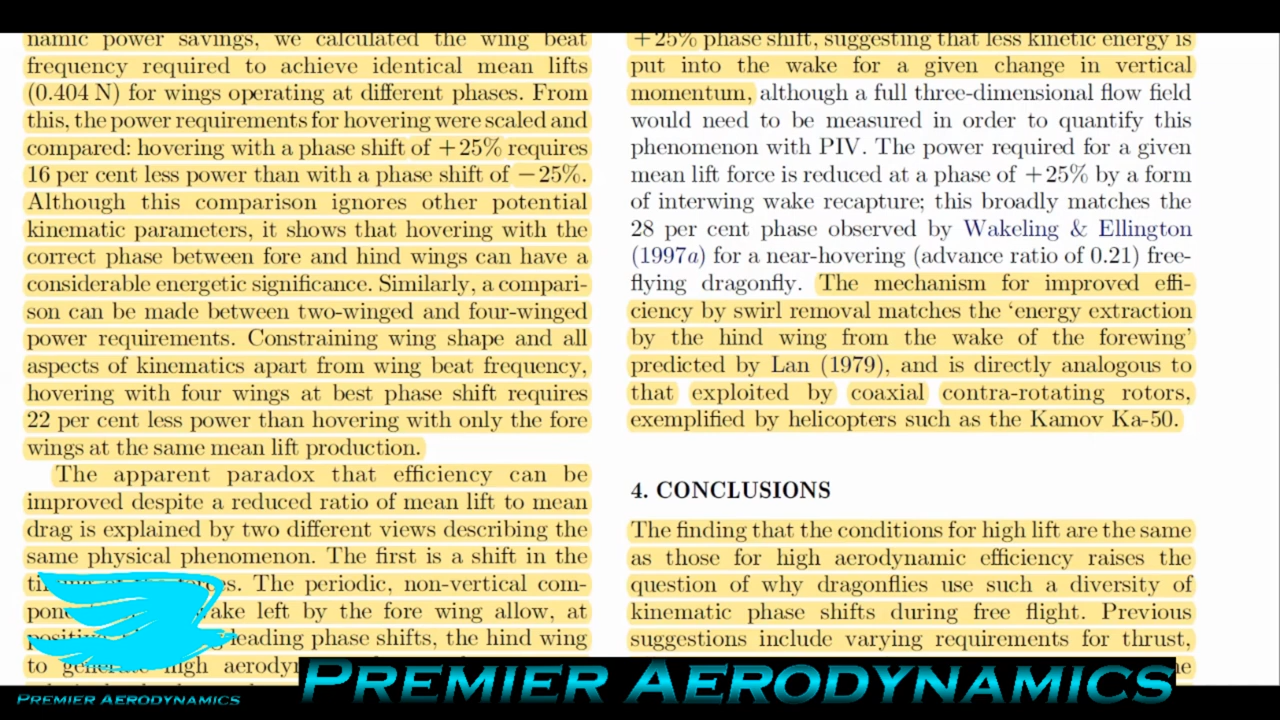 namic power savings, we calculated the wing beat
frequency required to achieve identical mean lifts
(0.404 N) for wings operating at different phases. From
this, the power requirements for hovering were scaled and
compared: hovering with a phase shift of +25% requires
16 per cent less power than with a phase shift of −25%.
Although this comparison ignores other potential
kinematic parameters, it shows that hovering with the
correct phase between fore and hind wings can have a
considerable energetic significance. Similarly, a compari-
son can be made between two-winged and four-winged
power requirements. Constraining wing shape and all
aspects of kinematics apart from wing beat frequency,
hovering with four wings at best phase shift requires
22 per cent less power than hovering with only the fore
wings at the same mean lift production.
The apparent paradox that efficiency can be
improved despite a reduced ratio of mean lift to mean
drag is explained by two different views describing the
same physical phenomenon. The first is a shift in the
The periodic, non-vertical com-
left by the fore wing allow, at
leading phase shifts, the hind wing
to
+25% phase shift, suggesting that less kinetic energy is
put into the wake for a given change in vertical
momentum, although a full three-dimensional flow field
would need to be measured in order to quantify this
phenomenon with PIV. The power required for a given
mean lift force is reduced at a phase of +25% by a form
of interwing wake recapture; this broadly matches the
28 per cent phase observed by Wakeling & Ellington
(1997a) for a near-hovering (advance ratio of 0.21) free-
flying dragonfly. The mechanism for improved effi-
ciency by swirl removal matches the ‘energy extraction
by the hind wing from the wake of the forewing’
predicted by Lan (1979), and is directly analogous to
that exploited by coaxial contra-rotating rotors,
exemplified by helicopters such as the Kamov Ka-50.
4. CONCLUSIONS
The finding that the conditions for high lift are the same
as those for high aerodynamic efficiency raises the
question of why dragonflies use such a diversity of
kinematic phase shifts during free flight. Previous
suggestions include varying requirements for thrust,
PREMIER AERODYNAMICS
PREMIER AERODYNAMICS